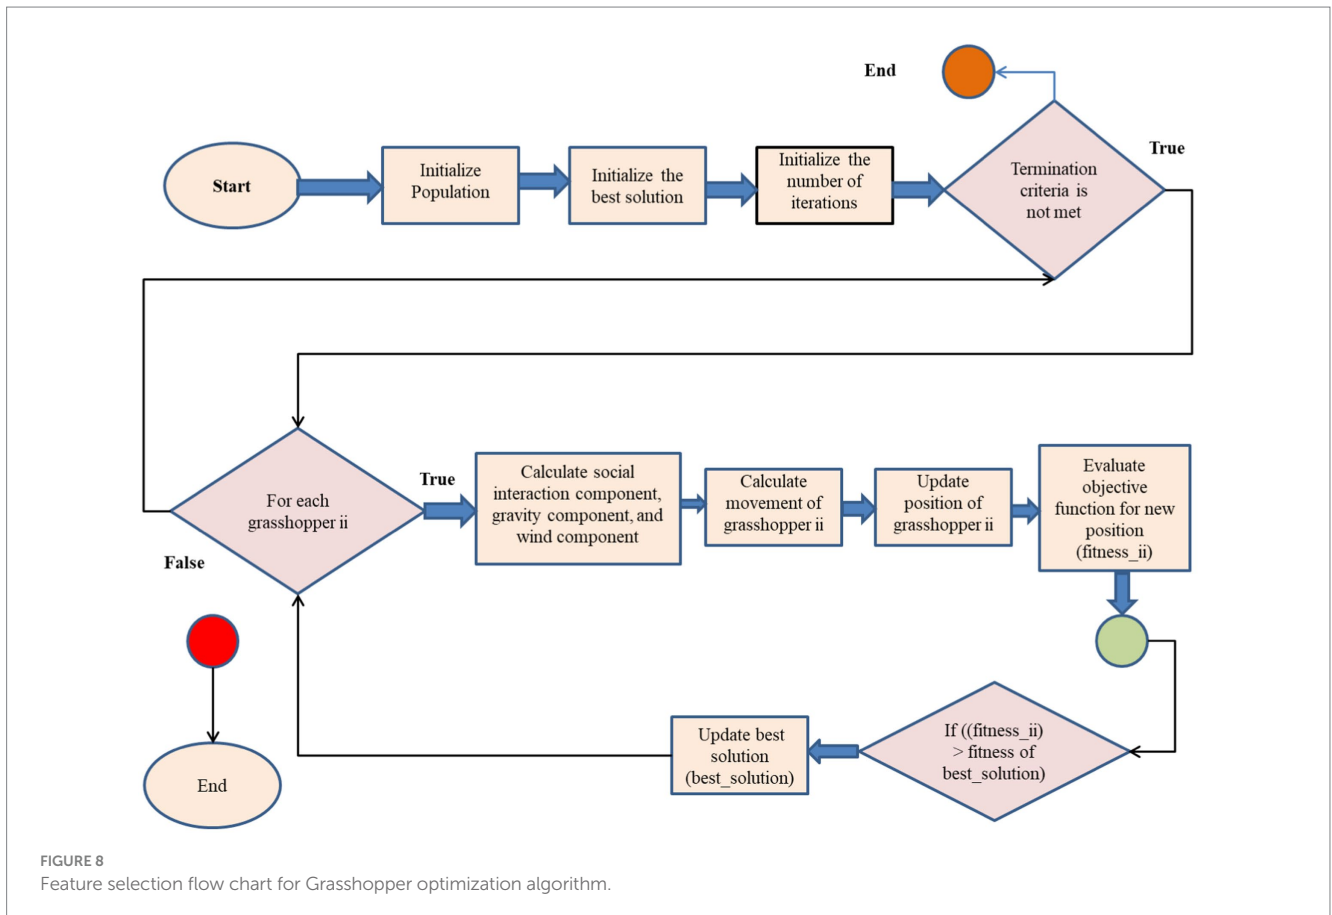 End
True
Start
Initialize
Population
Initialize the
best solution
Initialize the
number of
iterations
Termination
criteria is
not met
For each
grasshopper ii
True
False
Calculate social
interaction component,
gravity component, and
wind component
Calculate
movement of
grasshopper ii
Update
position of
grasshopper ii
Evaluate
objective
function for new
position
(fitness_ii)
If ((fitness_ii)
> fitness of
best_solution)
Update best
solution
(best_solution)
End
FIGURE 8
Feature selection flow chart for Grasshopper optimization algorithm.